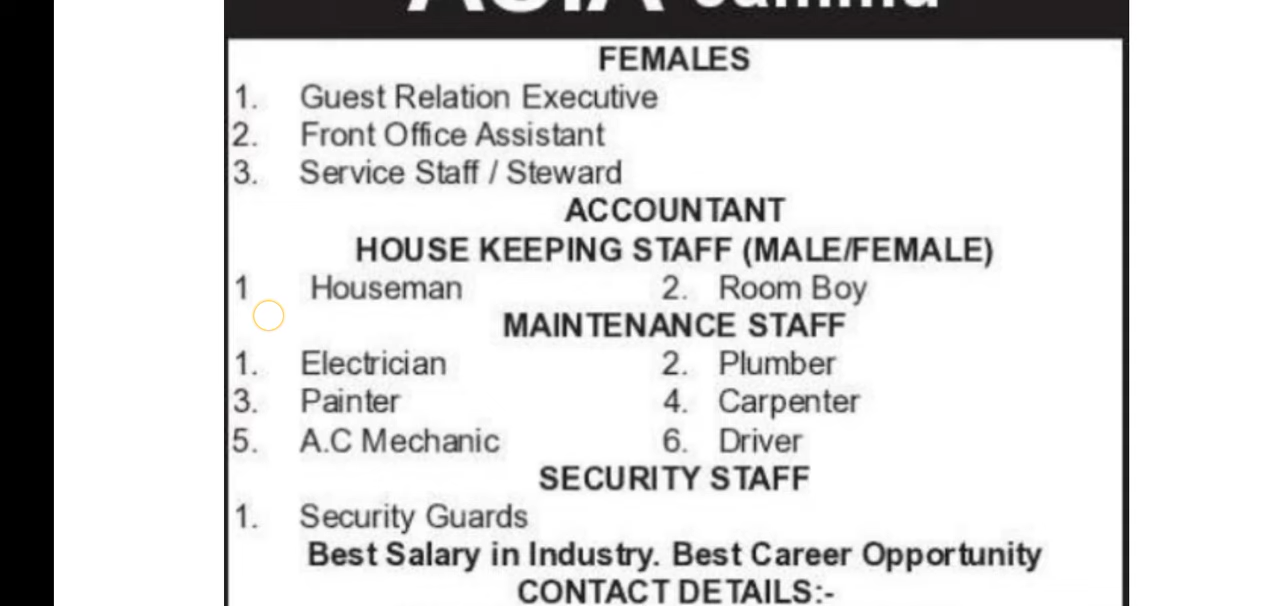 ASIA Jammu
FEMALES
1. Guest Relation Executive
2. Front Office Assistant
3. Service Staff / Steward
ACCOUNTANT
HOUSE KEEPING STAFF (MALE/FEMALE)
1 Houseman 2. Room Boy
MAINTENANCE STAFF
1. Electrician 2. Plumber
3. Painter 4. Carpenter
5. A.C Mechanic 6. Driver
SECURITY STAFF
1. Security Guards
Best Salary in Industry. Best Career Opportunity
CONTACT DETAILS:-